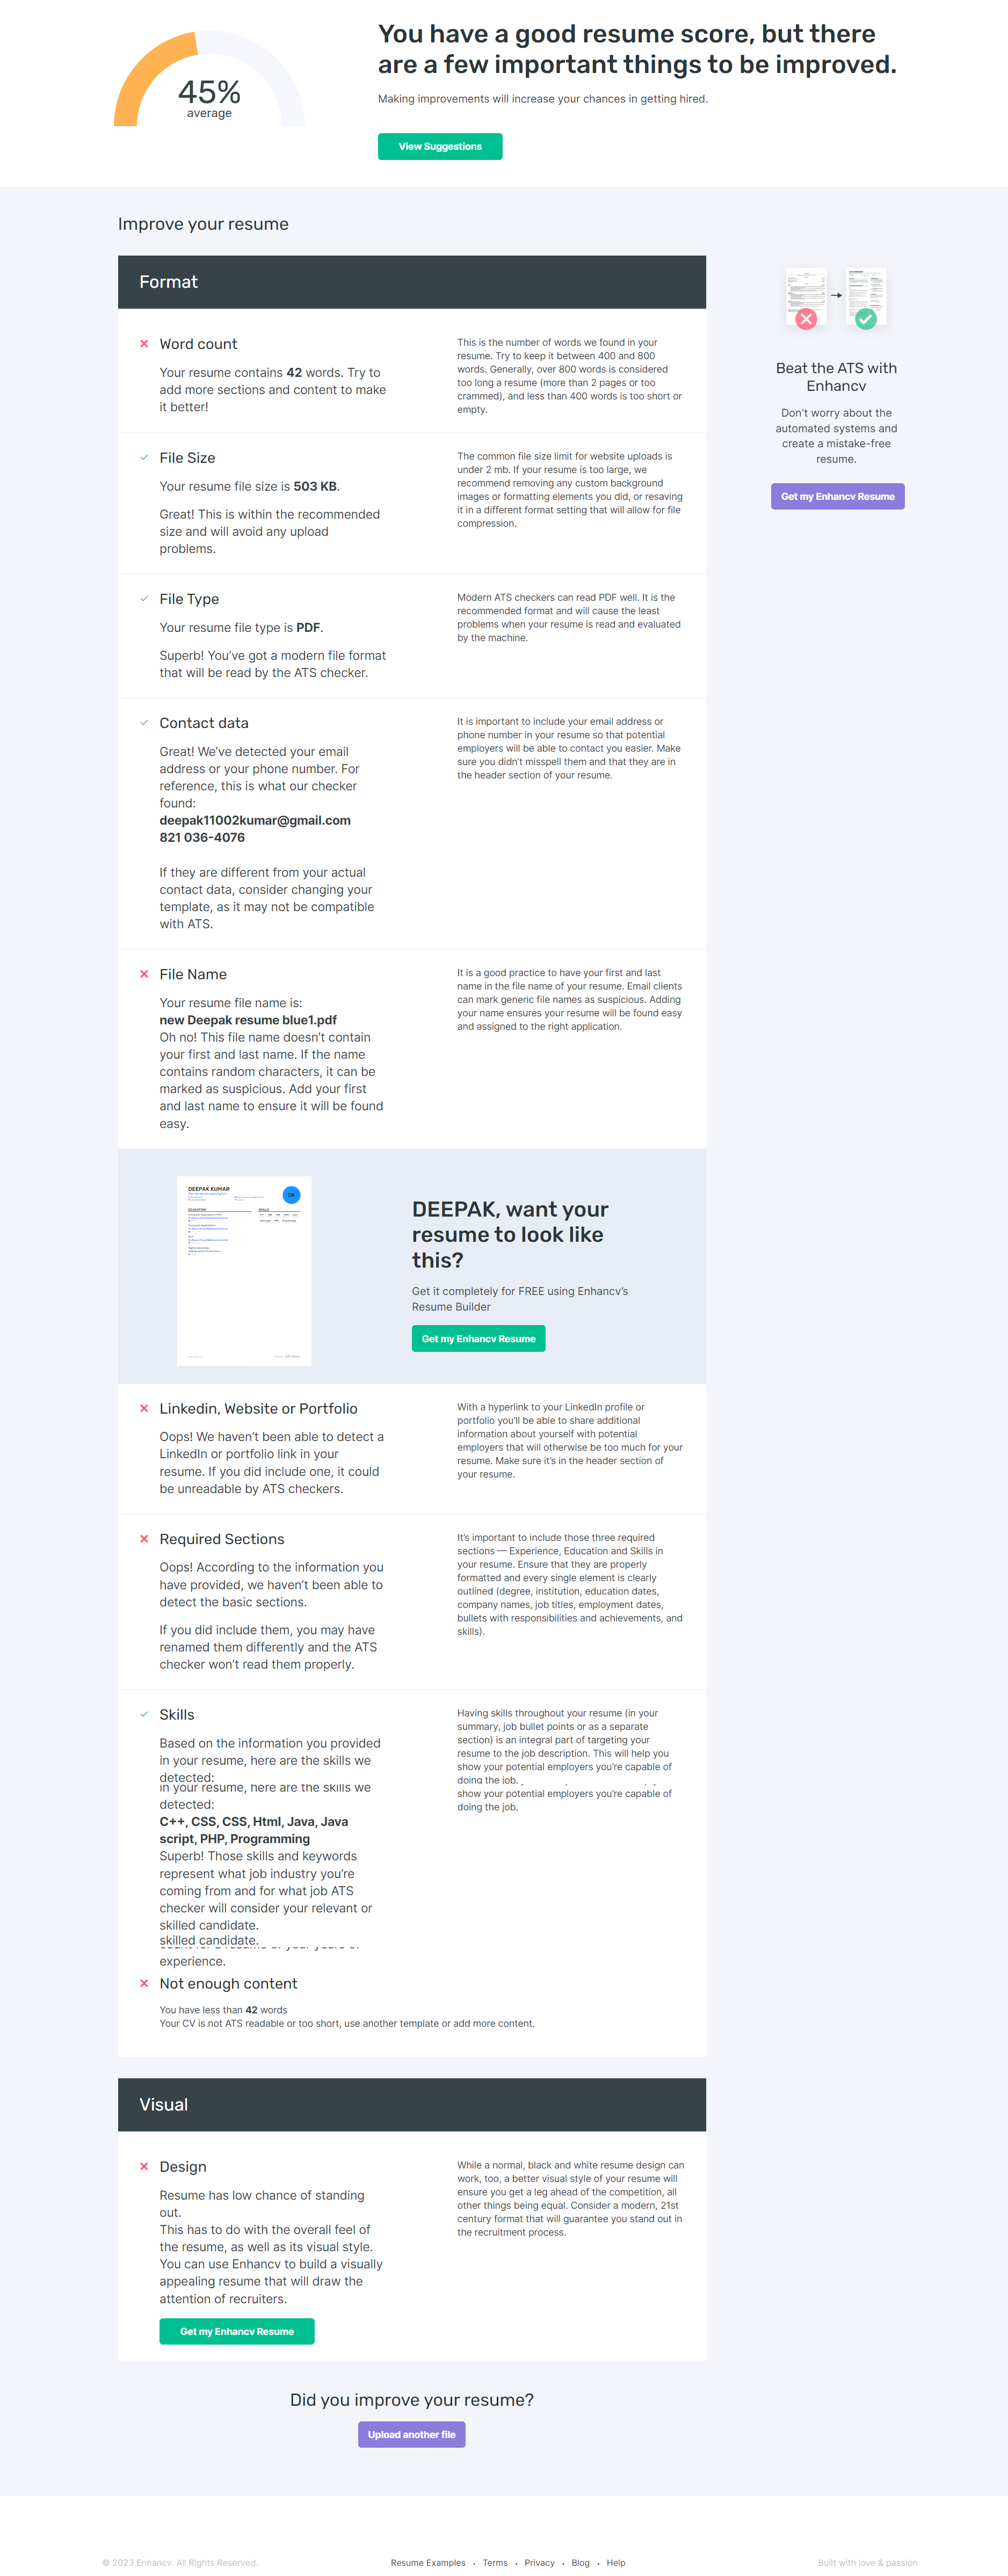 45%
average
You have a good resume score, but there
are a few important things to be improved.
Making improvements will increase your chances in getting hired.
View Suggestions
Improve your resume
Format
Word count
Your resume contains 42 words. Try to
add more sections and content to make
it better!
This is the number of words we found in your
resume. Try to keep it between 400 and 800
words. Generally, over 800 words is considered
too long a resume (more than 2 pages or too
crammed), and less than 400 words is too short or
empty.
Beat the ATS with
Enhancv
Don't worry about the
automated systems and
create a mistake-free
resume.
Get my Enhancv Resume
File Size
Your resume file size is 503 KB.
Great! This is within the recommended
size and will avoid any upload
problems.
The common file size limit for website uploads is
under 2 mb. If your resume is too large, we
recommend removing any custom background
images or formatting elements you did, or resaving
it in a different format setting that will allow for file
compression.
File Type
Your resume file type is PDF.
Superb! You've got a modern file format
that will be read by the ATS checker.
Modern ATS checkers can read PDF well. It is the
recommended format and will cause the least
problems when your resume is read and evaluated
by the machine.
Contact data
Great! We've detected your email
address or your phone number. For
reference, this is what our checker
found:
deepak11002kumar@gmail.com
821 036-4076
If they are different from your actual
contact data, consider changing your
template, as it may not be compatible
with ATS.
It is important to include your email address or
phone number in your resume so that potential
employers will be able to contact you easier. Make
sure you didn't misspell them and that they are in
the header section of your resume.
File Name
Your resume file name is:
new Deepak resume blue1.pdf
Oh no! This file name doesn't contain
your first and last name. If the name
contains random characters, it can be
marked as suspicious. Add your first
and last name to ensure it will be found
easy.
It is a good practice to have your first and last
name in the file name of your resume. Email clients
can mark generic file names as suspicious. Adding
your name ensures your resume will be found easy
and assigned to the right application.
DEEPAK KUMAR
DK
EDUCATION
SKILLS
DEEPAK, want your
resume to look like
this?
Get it completely for FREE using Enhancv's
Resume Builder
Get my Enhancv Resume
Linkedin, Website or Portfolio
Oops! We haven't been able to detect a
LinkedIn or portfolio link in your
resume. If you did include one, it could
be unreadable by ATS checkers.
With a hyperlink to your LinkedIn profile or
portfolio you'll be able to share additional
information about yourself with potential
employers that will otherwise be too much for your
resume. Make sure it's in the header section of
your resume.
Required Sections
Oops! According to the information you
have provided, we haven't been able to
detect the basic sections.
If you did include them, you may have
renamed them differently and the ATS
checker won't read them properly.
It's important to include those three required
sections — Experience, Education and Skills in
your resume. Ensure that they are properly
formatted and every single element is clearly
outlined (degree, institution, education dates,
company names, job titles, employment dates,
bullets with responsibilities and achievements, and
skills).
Skills
Based on the information you provided
in your resume, here are the skills we
detected:
in your resume, here are the skills we
detected:
C++, CSS, CSS, Html, Java, Java
script, PHP, Programming
Superb! Those skills and keywords
represent what job industry you're
coming from and for what job ATS
checker will consider your relevant or
skilled candidate.
skilled candidate.
experience.
Having skills throughout your resume (in your
summary, job bullet points or as a separate
section) is an integral part of targeting your
resume to the job description. This will help you
show your potential employers you're capable of
doing the job.
show your potential employers you're capable of
doing the job.
Not enough content
You have less than 42 words
Your CV is not ATS readable or too short, use another template or add more content.
Visual
Design
Resume has low chance of standing
out.
This has to do with the overall feel of
the resume, as well as its visual style.
You can use Enhancv to build a visually
appealing resume that will draw the
attention of recruiters.
Get my Enhancv Resume
While a normal, black and white resume design can
work, too, a better visual style of your resume will
ensure you get a leg ahead of the competition, all
other things being equal. Consider a modern, 21st
century format that will guarantee you stand out in
the recruitment process.
Did you improve your resume?
Upload another file
© 2023 Enhancv. All Rights Reserved.
Resume Examples • Terms • Privacy • Blog • Help
Built with love & passion